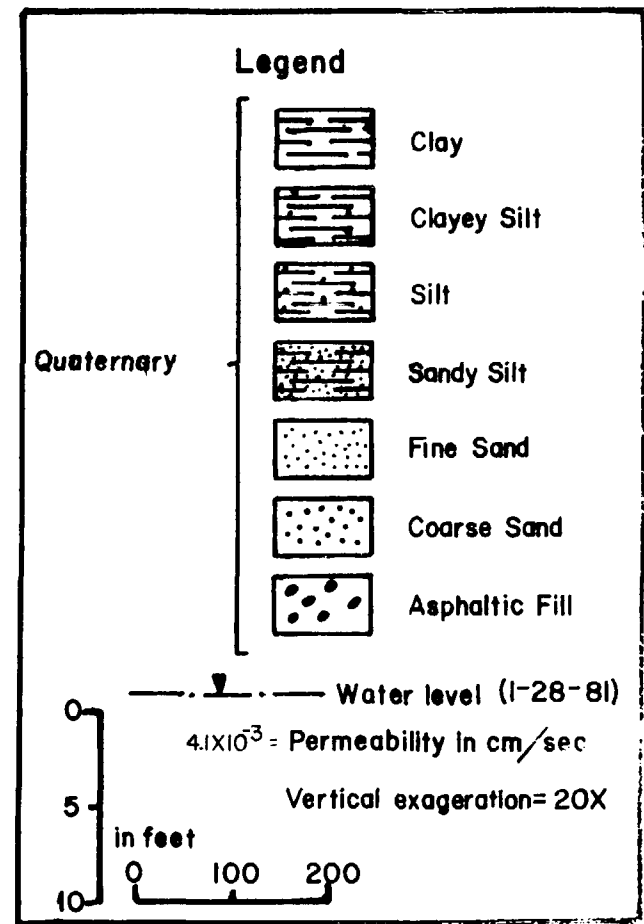 Legend
Clay
Clayey Silt
Silt
Quaternary
Sandy Silt
Fine Sand
Coarse Sand
Asphaltic Fill
Water level (1-28-81)
0
4.1X10⁻³ = Permeability in cm/sec
Vertical exageration= 20X
5
in feet
0 100 200
10